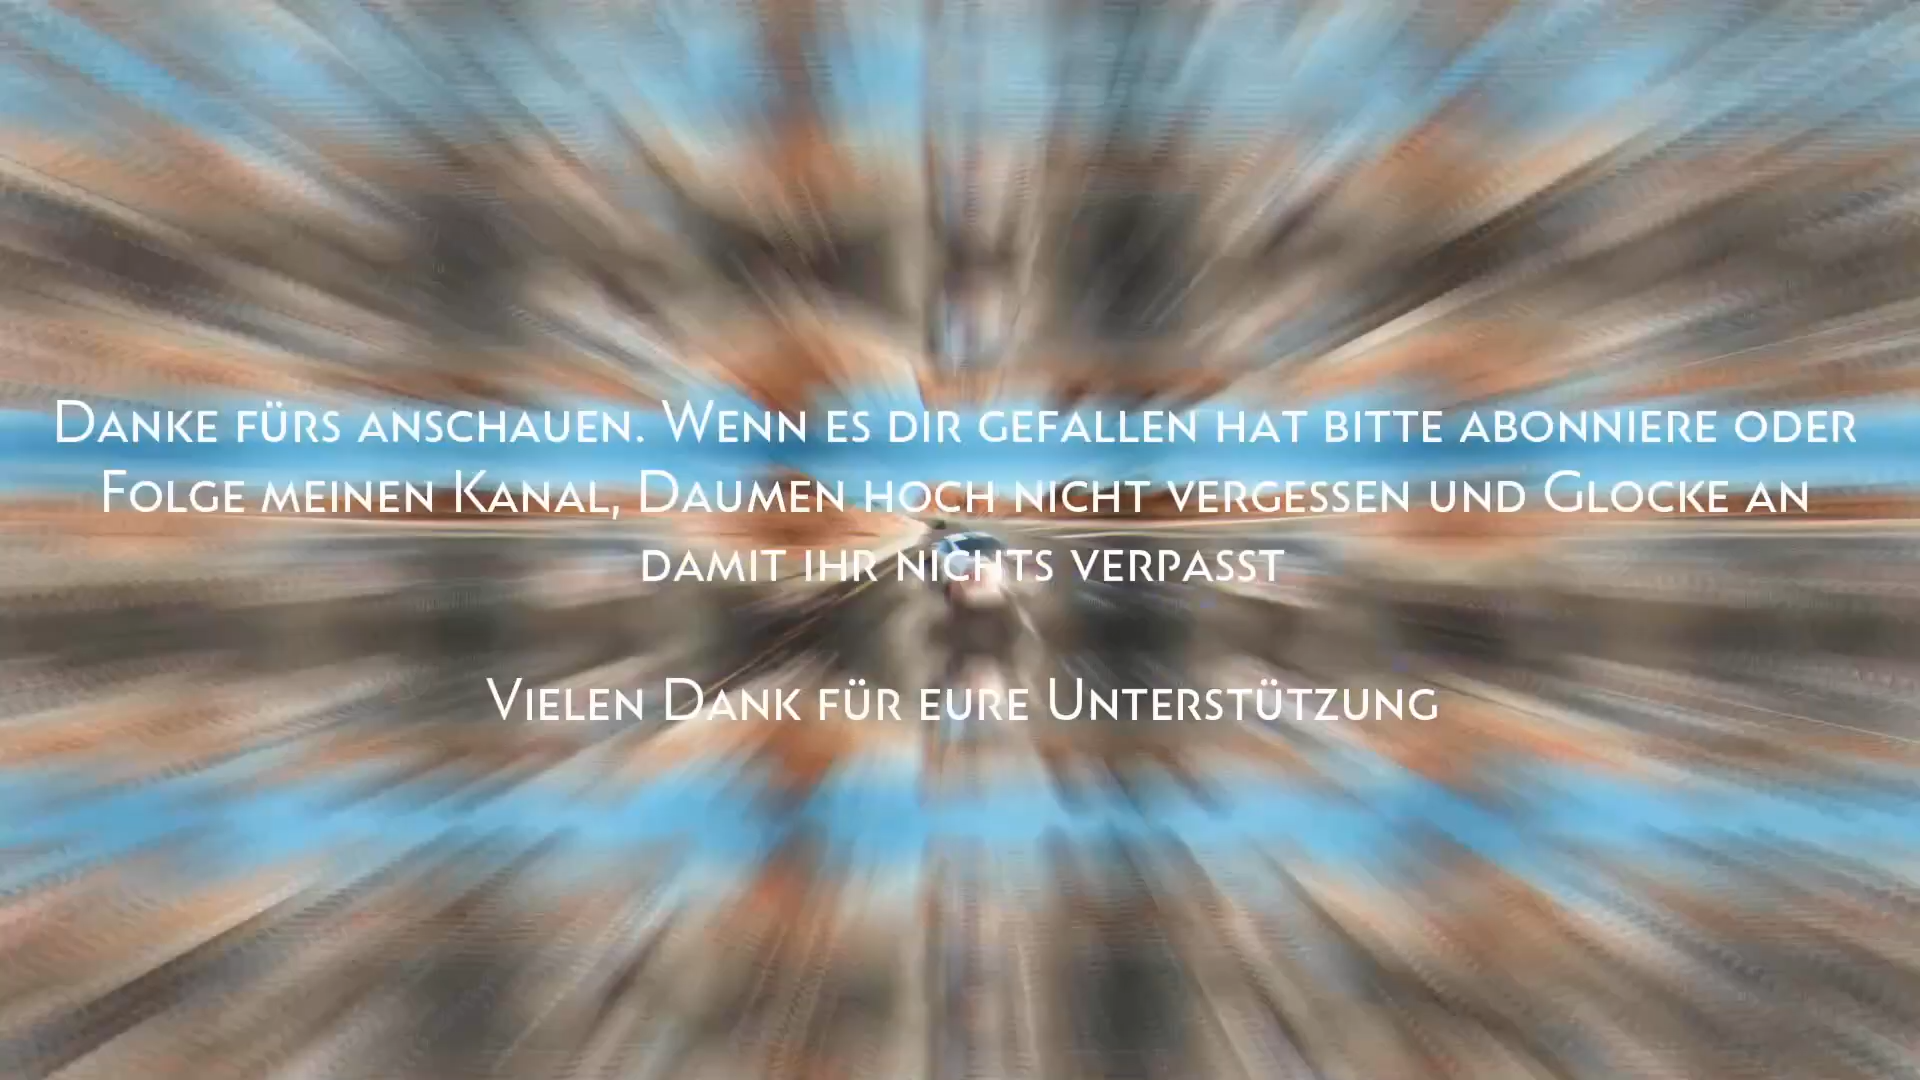 Danke fürs anschauen. Wenn es dir gefallen hat bitte abonniere oder
Folge meinen Kanal, Daumen hoch nicht vergessen und Glocke an
damit ihr nichts verpasst
Vielen Dank für eure Unterstützung